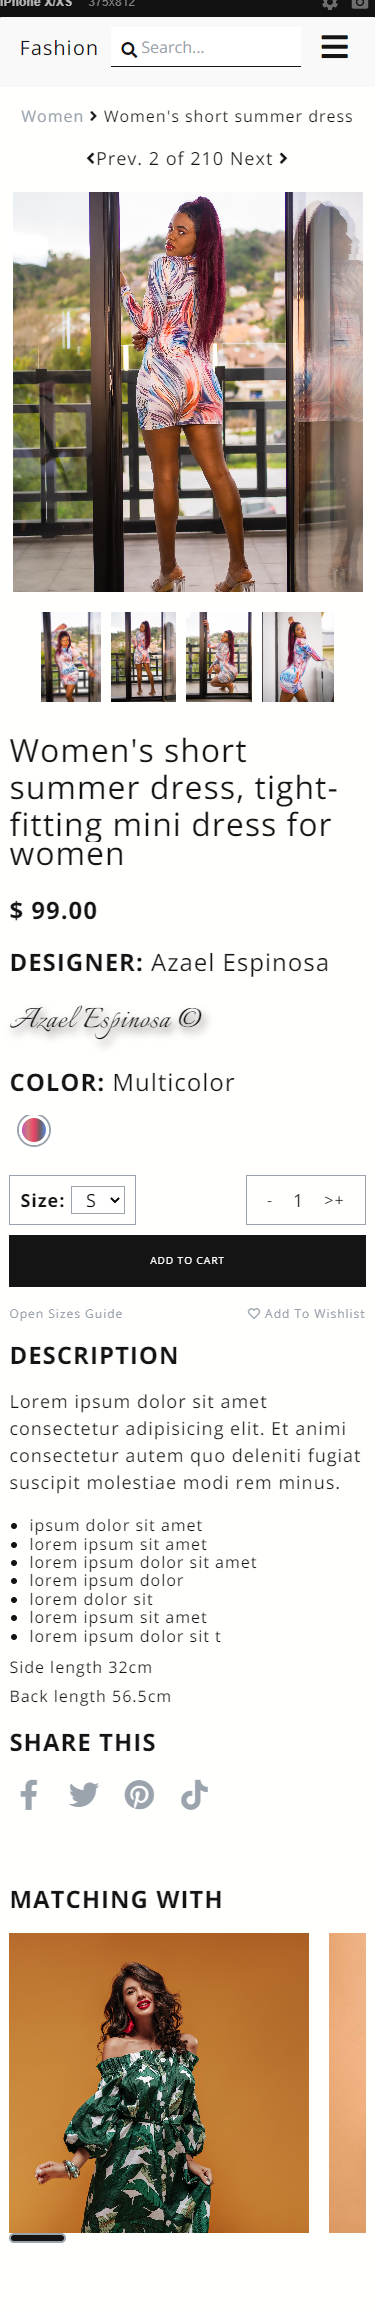 iPhone X/XS 375x812
Fashion Search...
Women Women's short summer dress
Prev. 2 of 210 Next
Women's short
summer dress, tight-
fitting mini dress for
women
$ 99.00
DESIGNER: Azael Espinosa
Azael Espinosa ©
COLOR: Multicolor
Size: S - 1 >+
ADD TO CART
Open Sizes Guide Add To Wishlist
DESCRIPTION
Lorem ipsum dolor sit amet
consectetur adipisicing elit. Et animi
consectetur autem quo deleniti fugiat
suscipit molestiae modi rem minus.
ipsum dolor sit amet
lorem ipsum sit amet
lorem ipsum dolor sit amet
lorem ipsum dolor
lorem dolor sit
lorem ipsum sit amet
lorem ipsum dolor sit t
Side length 32cm
Back length 56.5cm
SHARE THIS
MATCHING WITH